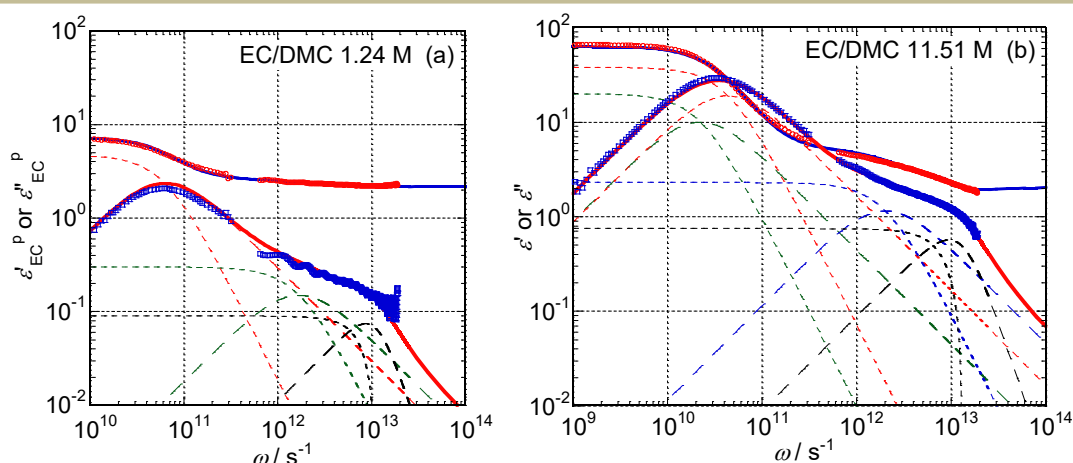 EC/DMC 1.24 M (a)
ε'_EC^p or ε''_EC^p
10^2
10^1
10^0
10^-1
10^-2
10^10 10^11 10^12 10^13 10^14
ω / s^-1
EC/DMC 11.51 M (b)
ε' or ε''
10^2
10^1
10^0
10^-1
10^-2
10^9 10^10 10^11 10^12 10^13 10^14
ω / s^-1